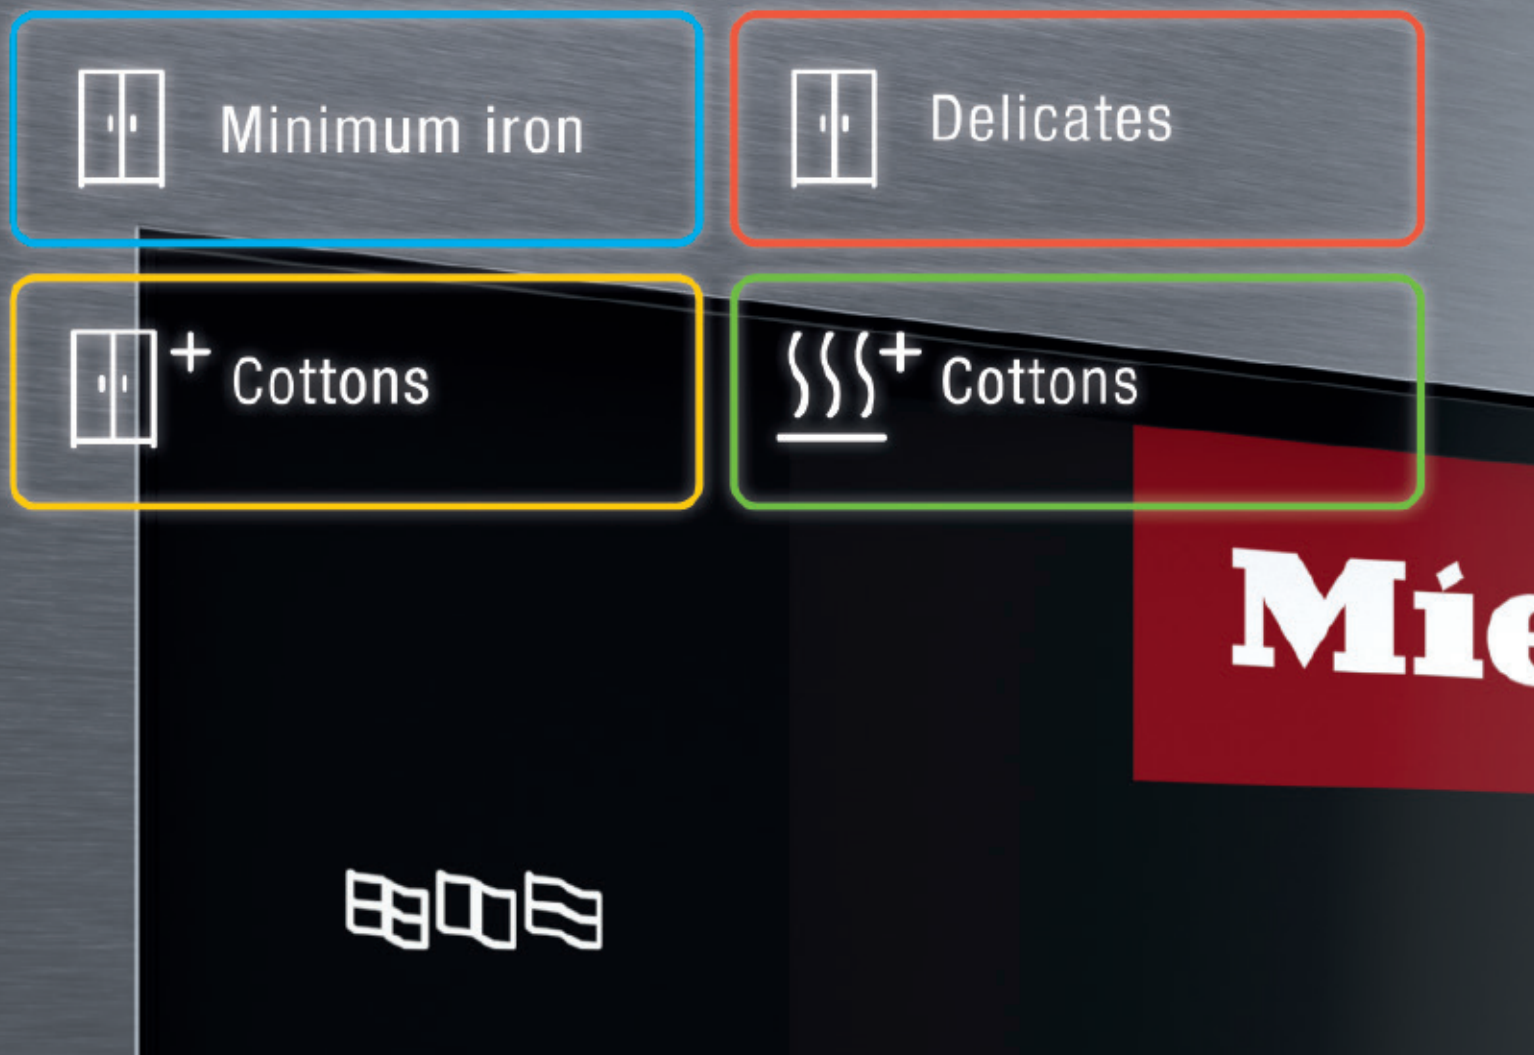 Minimum iron
Delicates
+ Cottons
+ Cottons
Mie